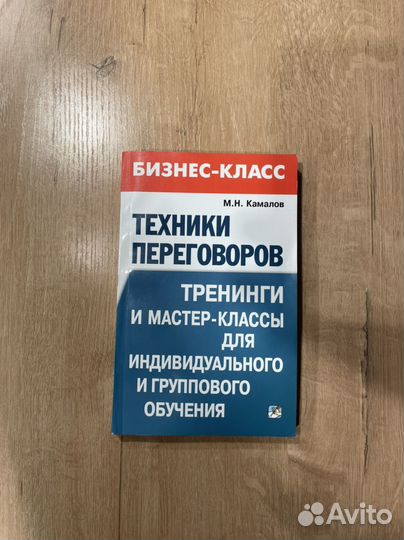 БИЗНЕС-КЛАСС
М.Н. Камалов
ТЕХНИКИ
ПЕРЕГОВОРОВ
ТРЕНИНГИ
И МАСТЕР-КЛАССЫ
ДЛЯ
ИНДИВИДУАЛЬНОГО
И ГРУППОВОГО
ОБУЧЕНИЯ
Avito